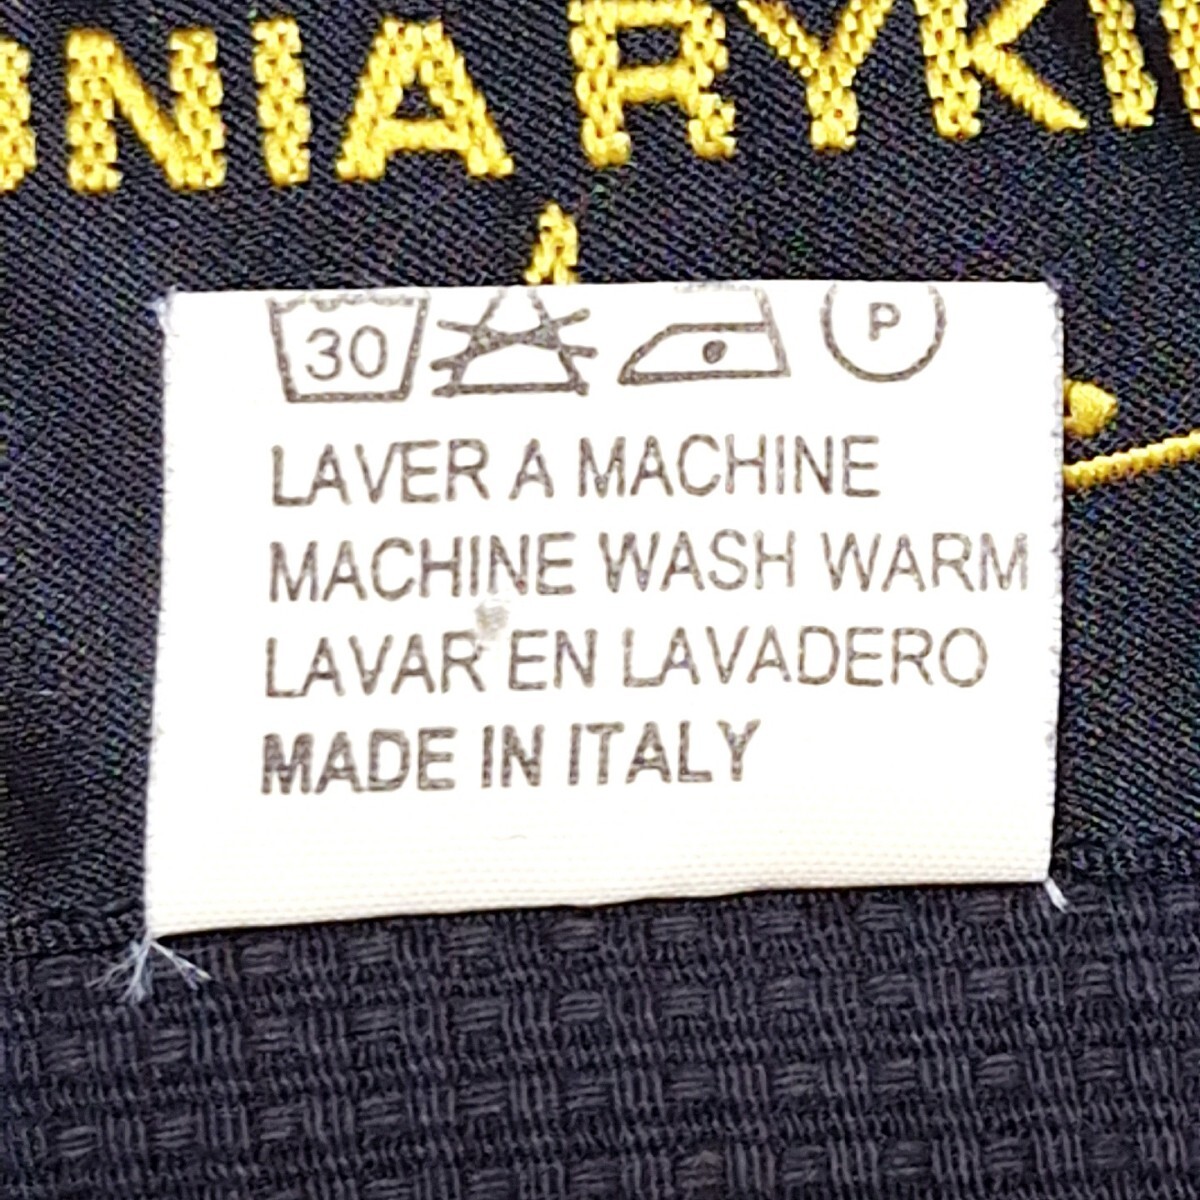 ONIA RYKI
30 P
LAVER A MACHINE
MACHINE WASH WARM
LAVAR EN LAVADERO
MADE IN ITALY